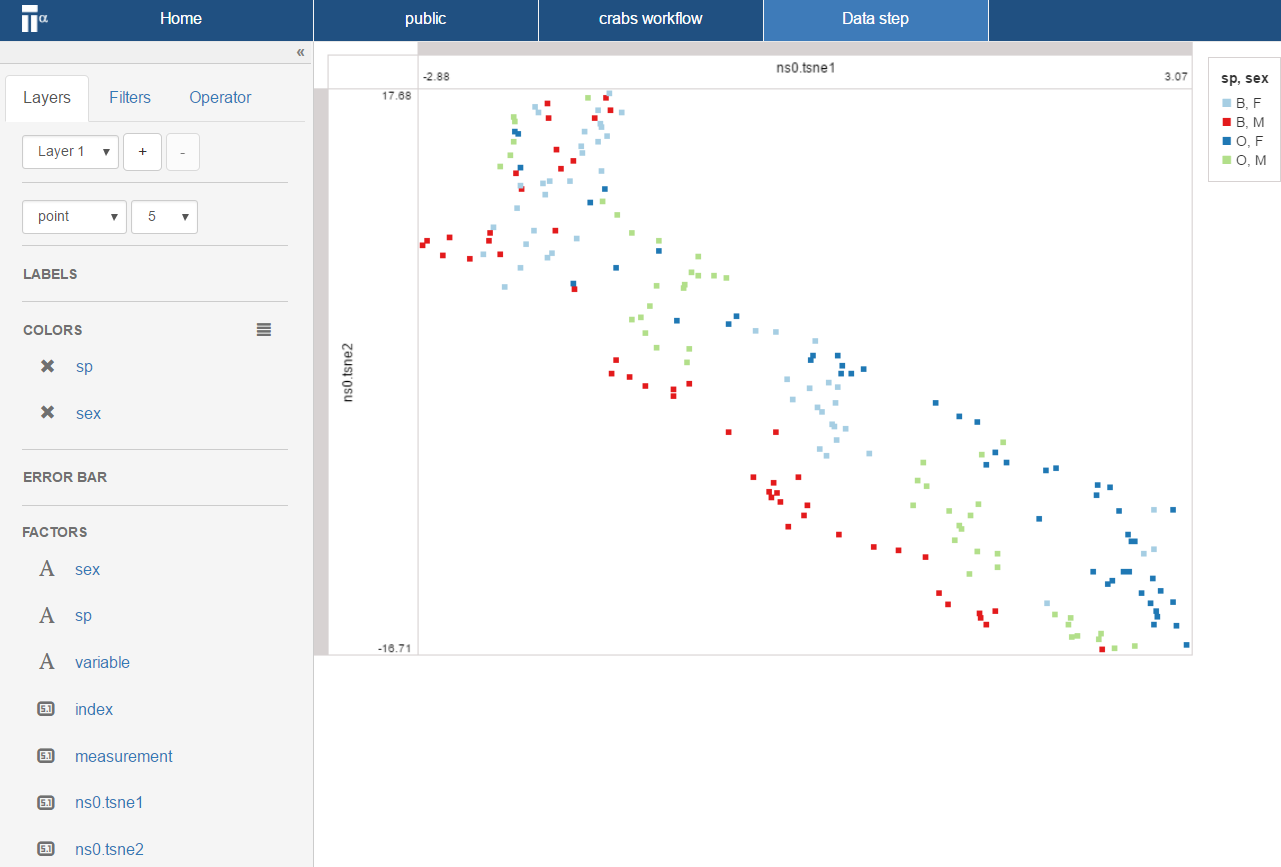 α
Home
public
crabs workflow
Data step
«
Layers
Filters
Operator
Layer 1
+
-
point
5
LABELS
COLORS
sp
sex
ERROR BAR
FACTORS
A sex
A sp
A variable
5.1 index
5.1 measurement
5.1 ns0.tsne1
5.1 ns0.tsne2
ns0.tsne1
-2.88
3.07
17.68
ns0.tsne2
-16.71
sp, sex
B, F
B, M
O, F
O, M